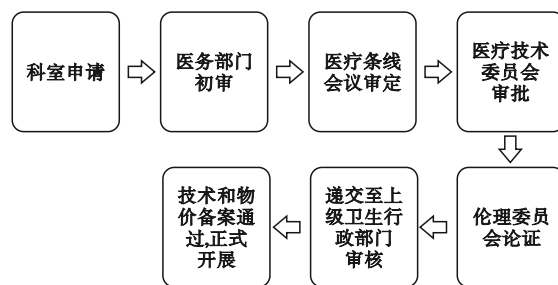 科室申请
医务部门
初审
医疗条线
会议审定
医疗技术
委员会
审批
伦理委员
会论证
递交至上
级卫生行
政部门
审核
技术和物
价备案通
过,正式
开展